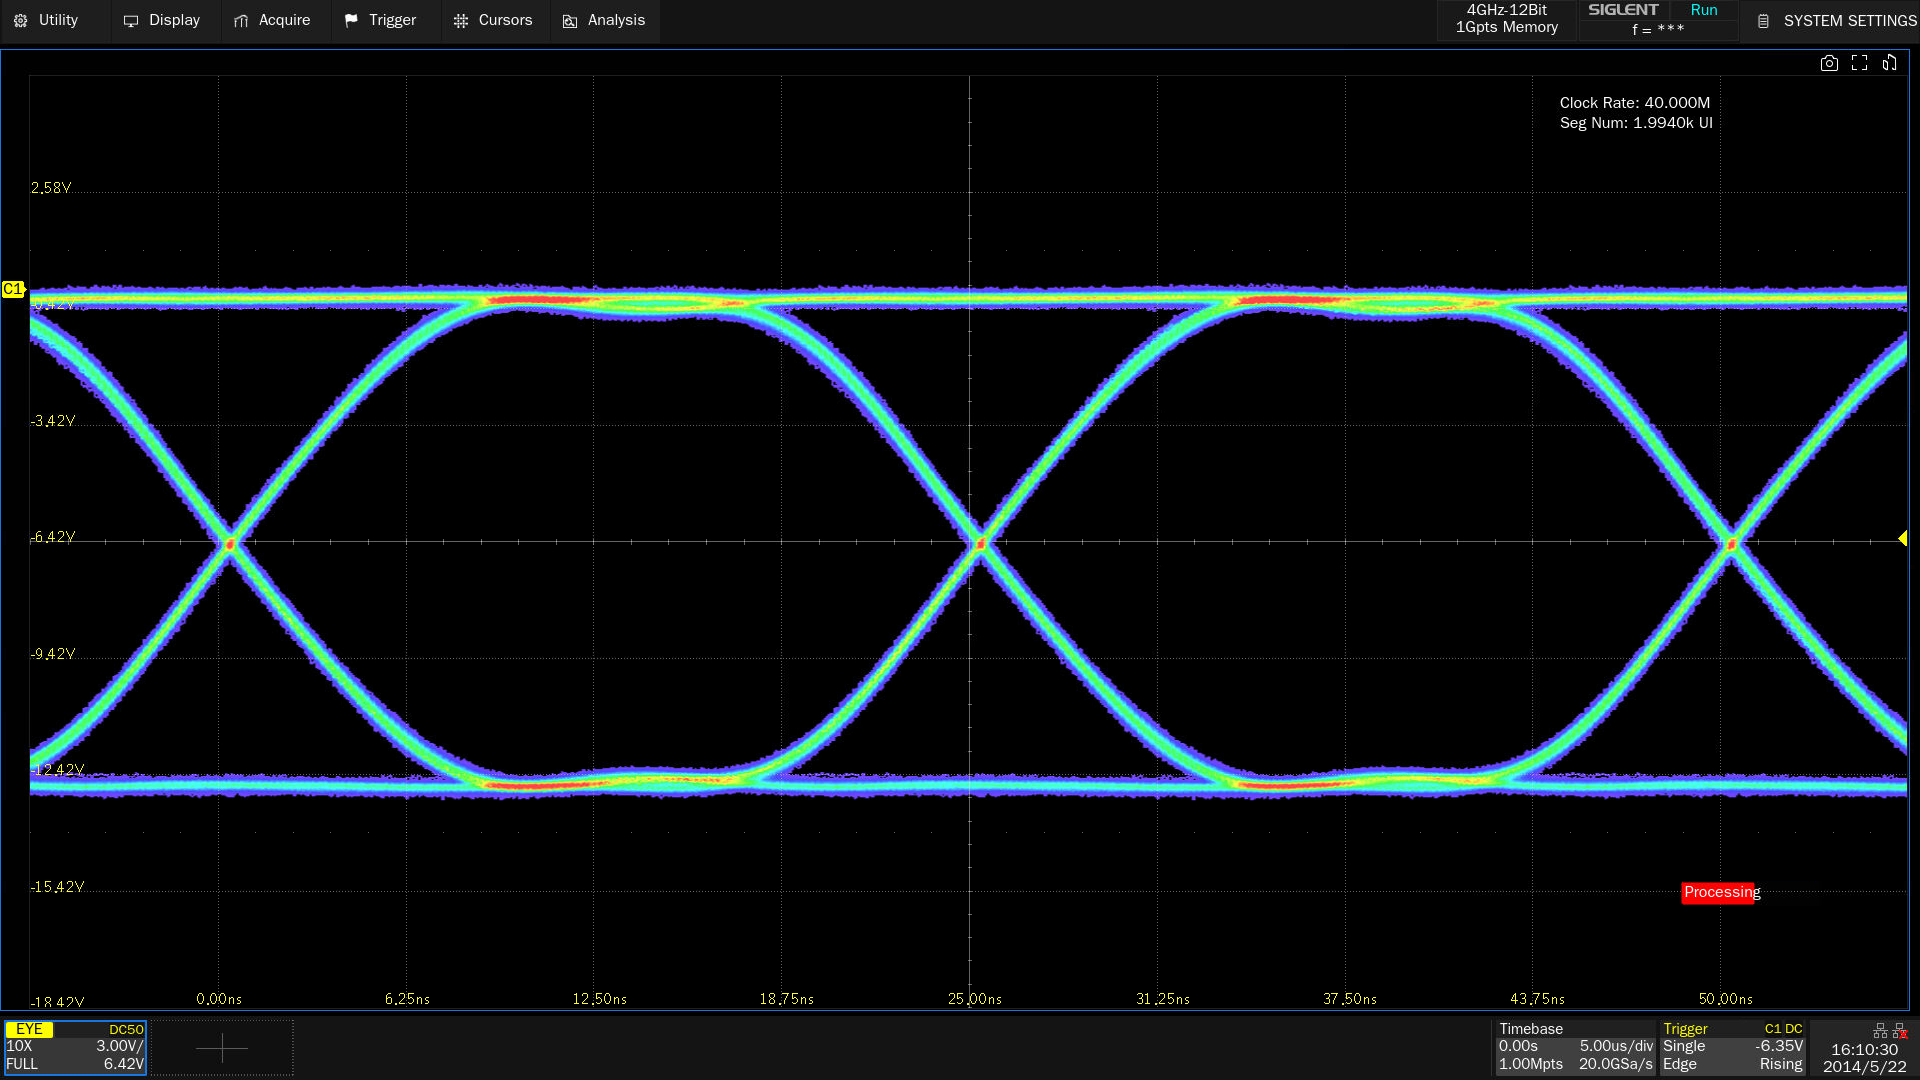 Utility
Display
Acquire
Trigger
Cursors
Analysis
4GHz-12Bit
1Gpts Memory
SIGLENT
Run
f = ***
SYSTEM SETTINGS
Clock Rate: 40.000M
Seg Num: 1.9940k UI
2.58V
C1
-0.42V
-3.42V
-6.42V
-9.42V
-12.42V
-15.42V
Processing
-18.42V
0.00ns
6.25ns
12.50ns
18.75ns
25.00ns
31.25ns
37.50ns
43.75ns
50.00ns
EYE DC50
10X 3.00V/
FULL 6.42V
Timebase
0.00s 5.00us/div
1.00Mpts 20.0GSa/s
Trigger C1 DC
Single -6.35V
Edge Rising
16:10:30
2014/5/22